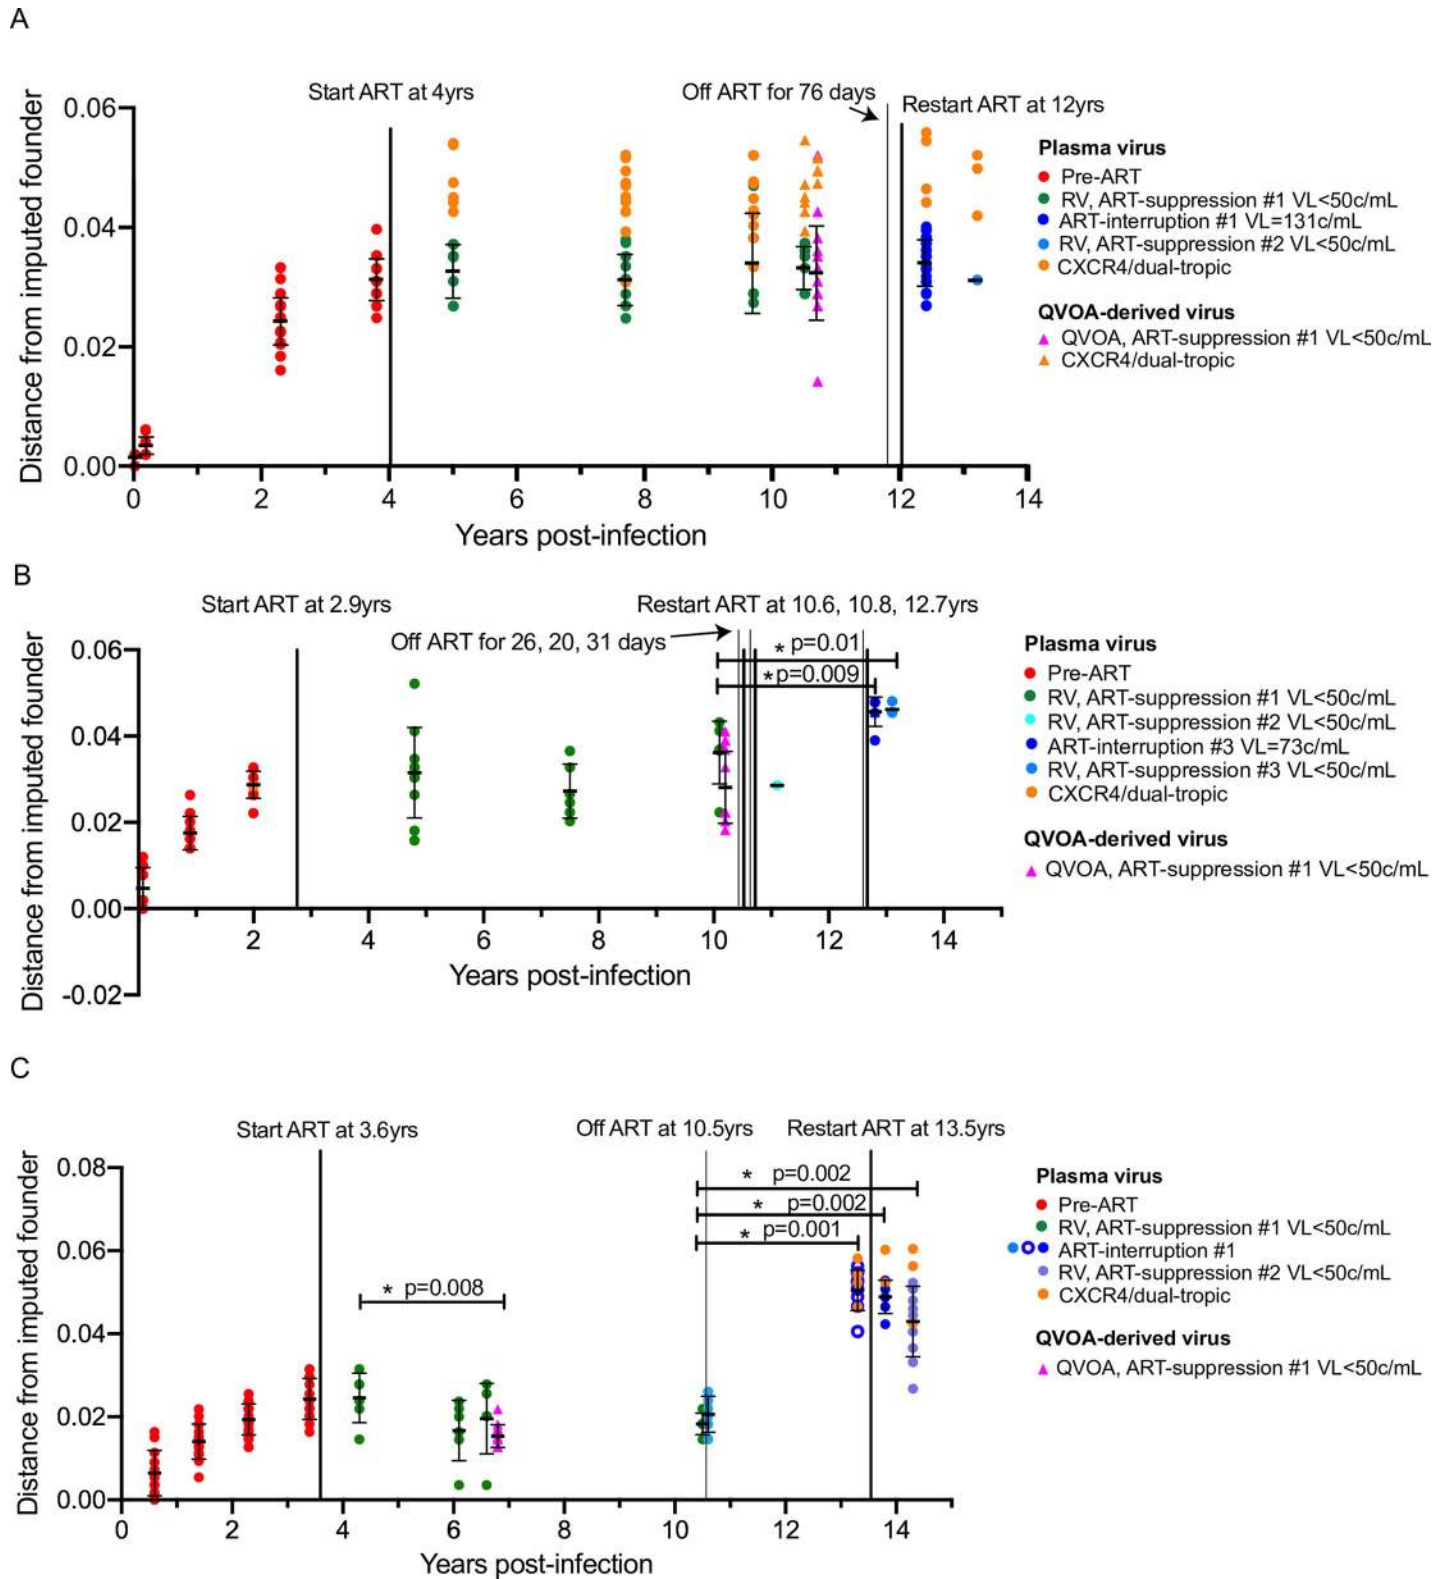 A
Start ART at 4yrs
Off ART for 76 days
Restart ART at 12yrs
0.06
0.04
0.02
0.00
Distance from imputed founder
0 2 4 6 8 10 12 14
Years post-infection
Plasma virus
Pre-ART
RV, ART-suppression #1 VL<50c/mL
ART-interruption #1 VL=131c/mL
RV, ART-suppression #2 VL<50c/mL
CXCR4/dual-tropic
QVOA-derived virus
QVOA, ART-suppression #1 VL<50c/mL
CXCR4/dual-tropic
B
Start ART at 2.9yrs
Restart ART at 10.6, 10.8, 12.7yrs
Off ART for 26, 20, 31 days
* p=0.01
*p=0.009
0.06
0.04
0.02
0.00
-0.02
Distance from imputed founder
2 4 6 8 10 12 14
Years post-infection
Plasma virus
Pre-ART
RV, ART-suppression #1 VL<50c/mL
RV, ART-suppression #2 VL<50c/mL
ART-interruption #3 VL=73c/mL
RV, ART-suppression #3 VL<50c/mL
CXCR4/dual-tropic
QVOA-derived virus
QVOA, ART-suppression #1 VL<50c/mL
C
Start ART at 3.6yrs
Off ART at 10.5yrs
Restart ART at 13.5yrs
* p=0.002
* p=0.002
* p=0.001
* p=0.008
0.08
0.06
0.04
0.02
0.00
Distance from imputed founder
0 2 4 6 8 10 12 14
Years post-infection
Plasma virus
Pre-ART
RV, ART-suppression #1 VL<50c/mL
ART-interruption #1
RV, ART-suppression #2 VL<50c/mL
CXCR4/dual-tropic
QVOA-derived virus
QVOA, ART-suppression #1 VL<50c/mL